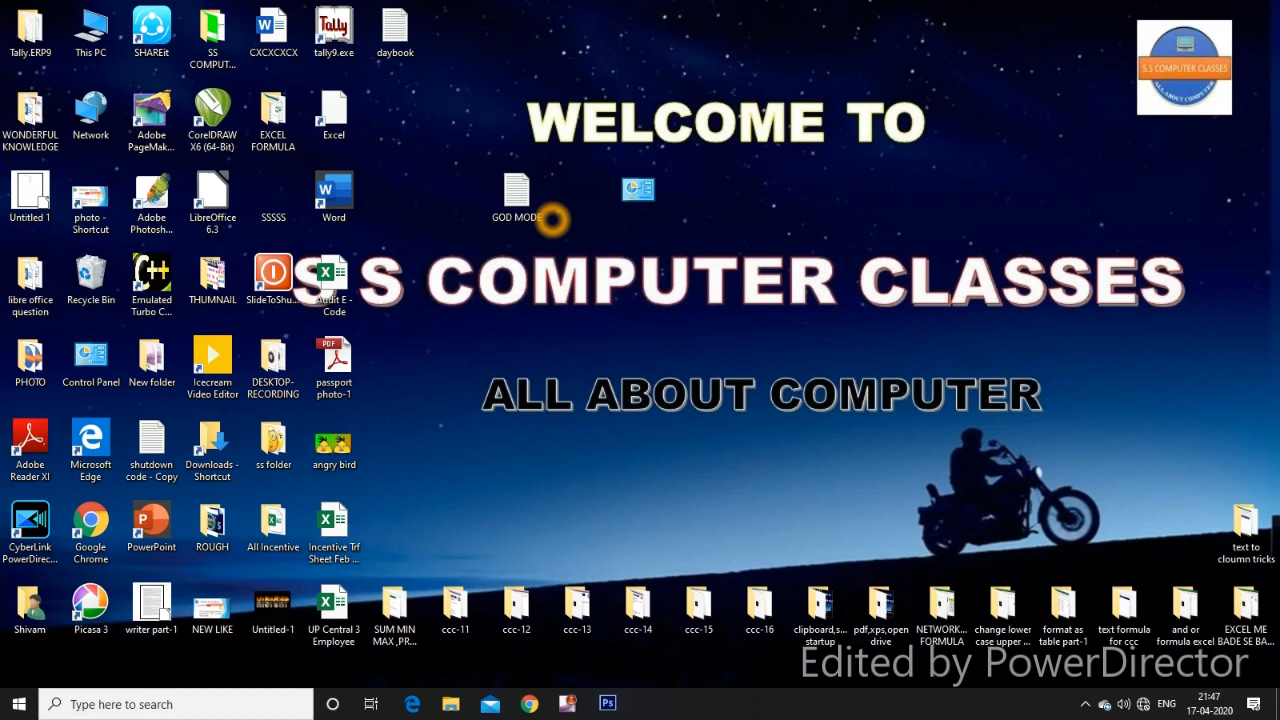 Tally.ERP9
This PC
SHAREit
SS
COMPUT...
CXCXCXCX
tally9.exe
daybook
Tally
S.S COMPUTER CLASSES
ALL ABOUT COMPUTER
WELCOME TO
WONDERFUL
KNOWLEDGE
Network
Adobe
PageMak...
CorelDRAW
X6 (64-Bit)
EXCEL
FORMULA
Excel
Untitled 1
photo -
Shortcut
Adobe
Photosh...
LibreOffice
6.3
SSSSS
Word
GOD MODE
S S COMPUTER CLASSES
libre office
question
Recycle Bin
C++
Emulated
Turbo C...
THUMNAIL
SlideToShu...
Audit E -
Code
PHOTO
Control Panel
New folder
Icecream
Video Editor
DESKTOP-
RECORDING
PDF
passport
photo-1
ALL ABOUT COMPUTER
Adobe
Reader XI
Microsoft
Edge
shutdown
code - Copy
Downloads -
Shortcut
ss folder
angry bird
CyberLink
PowerDirec...
Google
Chrome
PowerPoint
ROUGH
All Incentive
Incentive Trf
Sheet Feb ...
text to
cloumn tricks
Shivam
Picasa 3
writer part-1
NEW LIKE
Untitled-1
UP Central 3
Employee
SUM MIN
MAX ,PR...
ccc-11
ccc-12
ccc-13
ccc-14
ccc-15
ccc-16
clipboard,s...
startup
pdf,xps,open
drive
NETWORK...
FORMULA
change lower
case upper ...
format as
table part-1
text formula
for ccc
and or
formula excel
EXCEL ME
BADE SE BA...
Edited by PowerDirector
Type here to search
Ps
ENG
21:47
17-04-2020